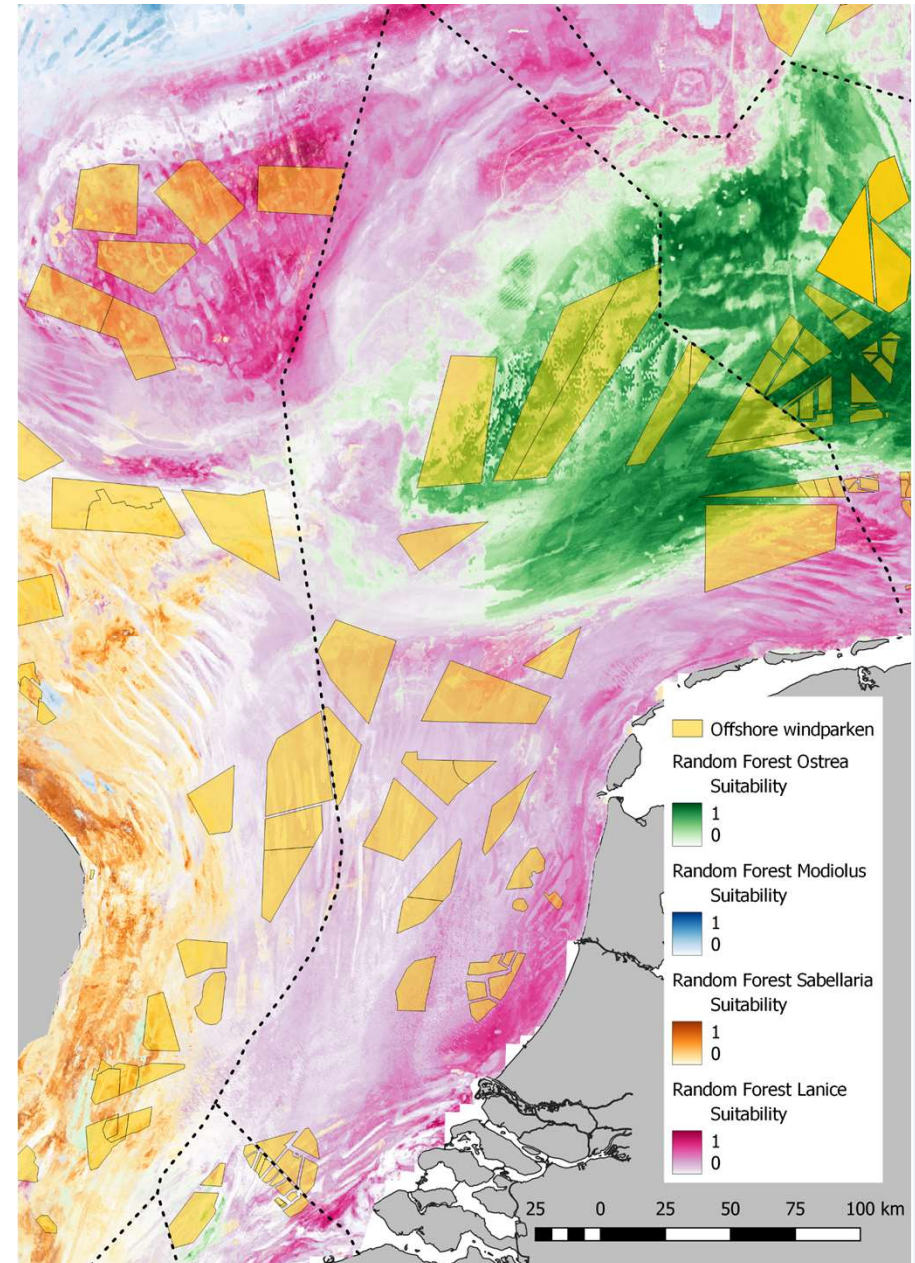 Offshore windparken
Random Forest Ostrea
Suitability
1
0
Random Forest Modiolus
Suitability
1
0
Random Forest Sabellaria
Suitability
1
0
Random Forest Lanice
Suitability
1
0
25 0 25 50 75 100 km